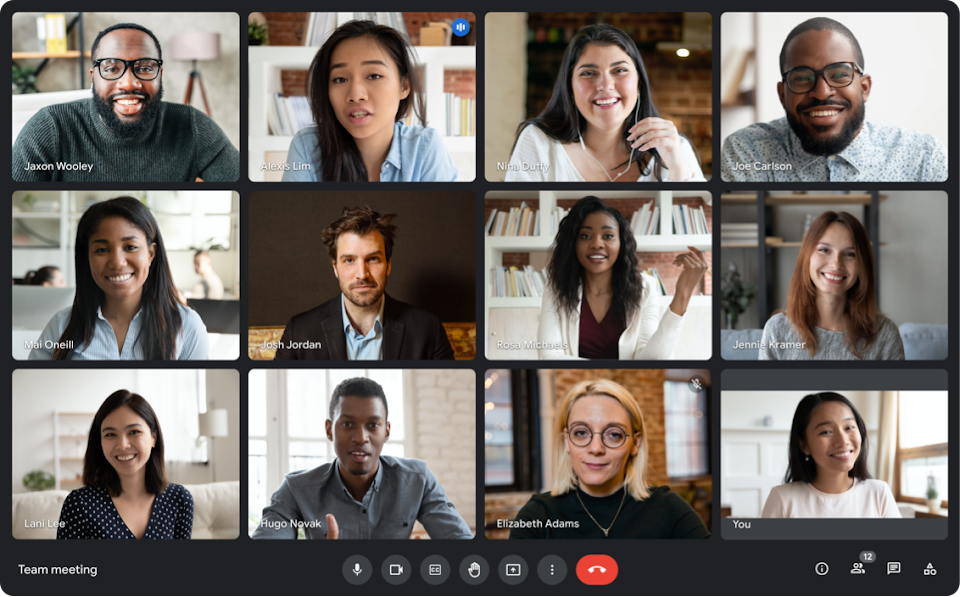 Jaxon Wooley
Alexis Lim
Nina Duffy
Joe Carlson
Mai Oneill
Josh Jordan
Rosa Michaels
Jennie Kramer
Lani Lee
Hugo Novak
Elizabeth Adams
You
Team meeting
CC
12